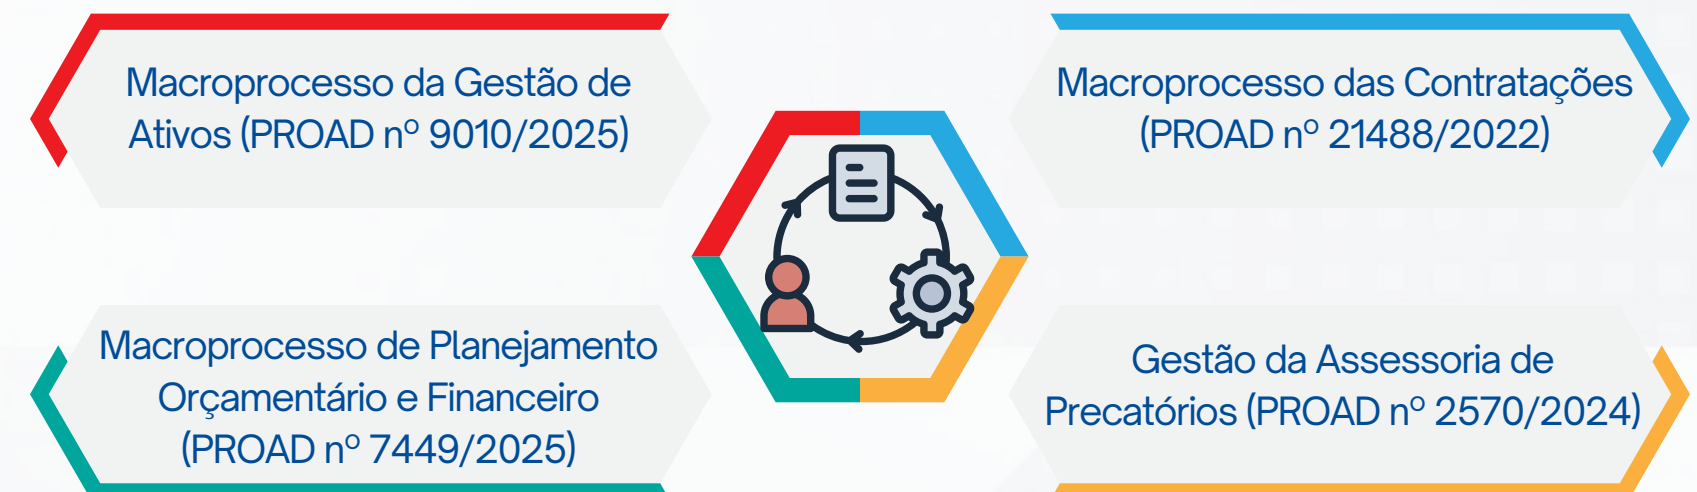 Macroprocesso da Gestão de
Ativos (PROAD nº 9010/2025)
Macroprocesso das Contratações
(PROAD nº 21488/2022)
Macroprocesso de Planejamento
Orçamentário e Financeiro
(PROAD nº 7449/2025)
Gestão da Assessoria de
Precatórios (PROAD nº 2570/2024)